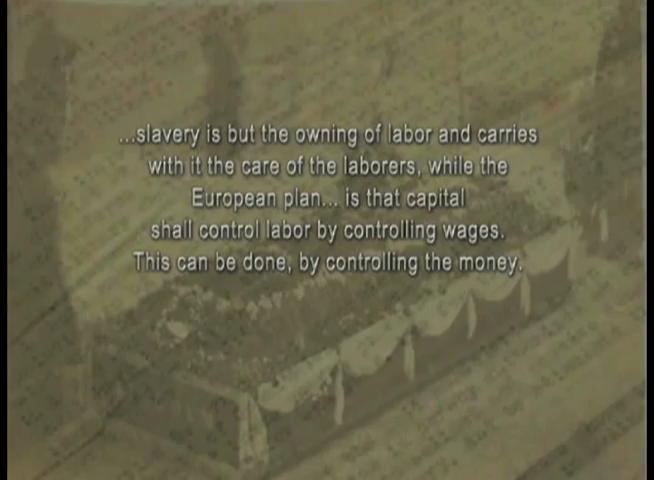 ...slavery is but the owning of labor and carries
with it the care of the laborers, while the
European plan... is that capital
shall control labor by controlling wages.
This can be done, by controlling the money.